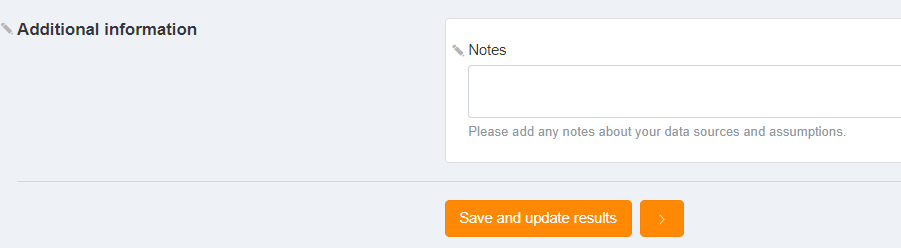 Additional information
Notes
Please add any notes about your data sources and assumptions.
Save and update results